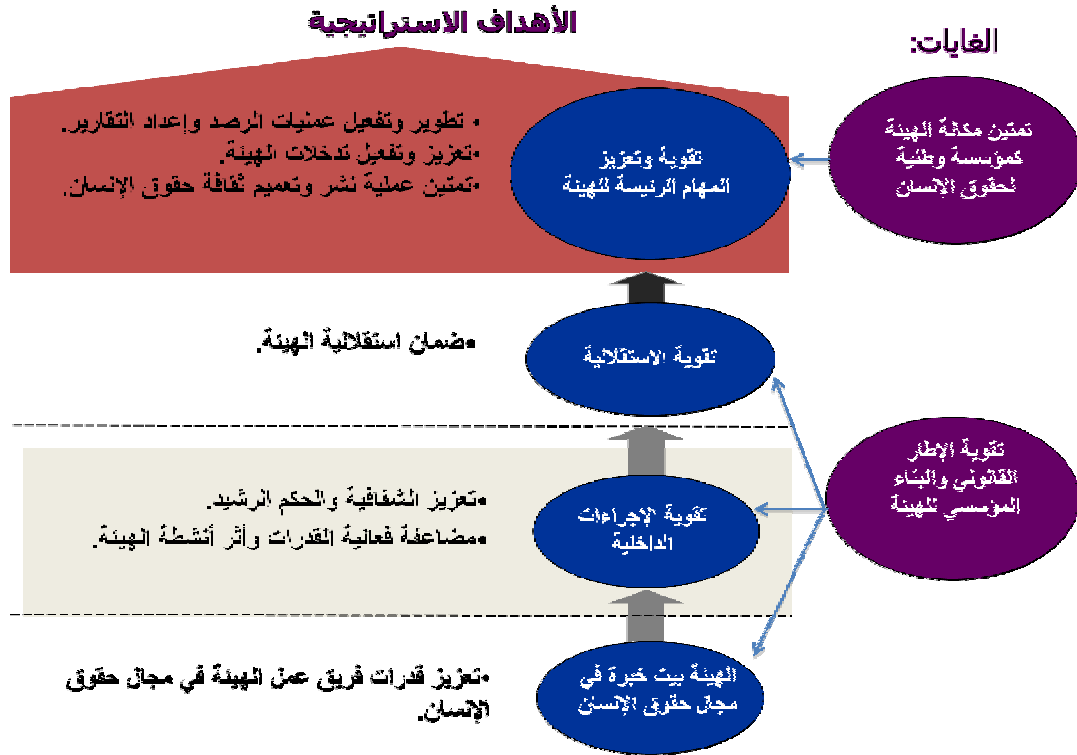 الغايات:
الأهداف الاستراتيجية
تمتين مكانة الهيئة
كمؤسسة وطنية
لحقوق الإنسان
تقوية وتعزيز
المهام الرئيسة للهيئة
• تطوير وتفعيل عمليات الرصد وإعداد التقارير.
•تعزيز وتفعيل تدخلات الهيئة.
•تمتين عملية نشر وتعميم ثقافة حقوق الإنسان.
تقوية الاستقلالية
•ضمان استقلالية الهيئة.
تقوية الإطار
القانوني والبناء
المؤسسي للهيئة
تقوية الإجراءات
الداخلية
•تعزيز الشفافية والحكم الرشيد.
•مضاعفة فعالية القدرات وأثر أنشطة الهيئة.
الهيئة بيت خبرة في
مجال حقوق الإنسان
•تعزيز قدرات فريق عمل الهيئة في مجال حقوق
الإنسان.